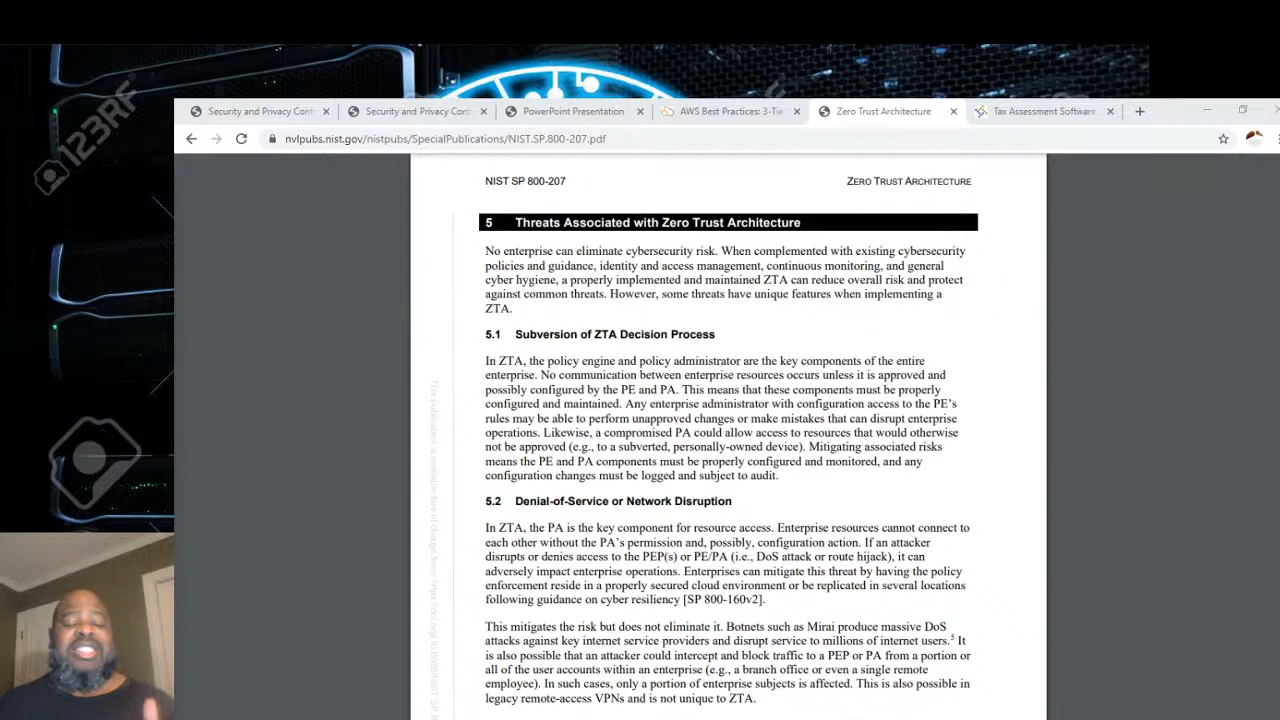 123RF
RF
Security and Privacy Cont
Security and Privacy Cont
PowerPoint Presentation
AWS Best Practices: 3-Tie
Zero Trust Architecture
Tax Assessment Software
nvlpubs.nist.gov/nistpubs/SpecialPublications/NIST.SP.800-207.pdf
NIST SP 800-207
ZERO TRUST ARCHITECTURE
5 Threats Associated with Zero Trust Architecture
No enterprise can eliminate cybersecurity risk. When complemented with existing cybersecurity
policies and guidance, identity and access management, continuous monitoring, and general
cyber hygiene, a properly implemented and maintained ZTA can reduce overall risk and protect
against common threats. However, some threats have unique features when implementing a
ZTA.
5.1 Subversion of ZTA Decision Process
In ZTA, the policy engine and policy administrator are the key components of the entire
enterprise. No communication between enterprise resources occurs unless it is approved and
possibly configured by the PE and PA. This means that these components must be properly
configured and maintained. Any enterprise administrator with configuration access to the PE’s
rules may be able to perform unapproved changes or make mistakes that can disrupt enterprise
operations. Likewise, a compromised PA could allow access to resources that would otherwise
not be approved (e.g., to a subverted, personally-owned device). Mitigating associated risks
means the PE and PA components must be properly configured and monitored, and any
configuration changes must be logged and subject to audit.
5.2 Denial-of-Service or Network Disruption
In ZTA, the PA is the key component for resource access. Enterprise resources cannot connect to
each other without the PA’s permission and, possibly, configuration action. If an attacker
disrupts or denies access to the PEP(s) or PE/PA (i.e., DoS attack or route hijack), it can
adversely impact enterprise operations. Enterprises can mitigate this threat by having the policy
enforcement reside in a properly secured cloud environment or be replicated in several locations
following guidance on cyber resiliency [SP 800-160v2].
This mitigates the risk but does not eliminate it. Botnets such as Mirai produce massive DoS
attacks against key internet service providers and disrupt service to millions of internet users.⁵ It
is also possible that an attacker could intercept and block traffic to a PEP or PA from a portion or
all of the user accounts within an enterprise (e.g., a branch office or even a single remote
employee). In such cases, only a portion of enterprise subjects is affected. This is also possible in
legacy remote-access VPNs and is not unique to ZTA.